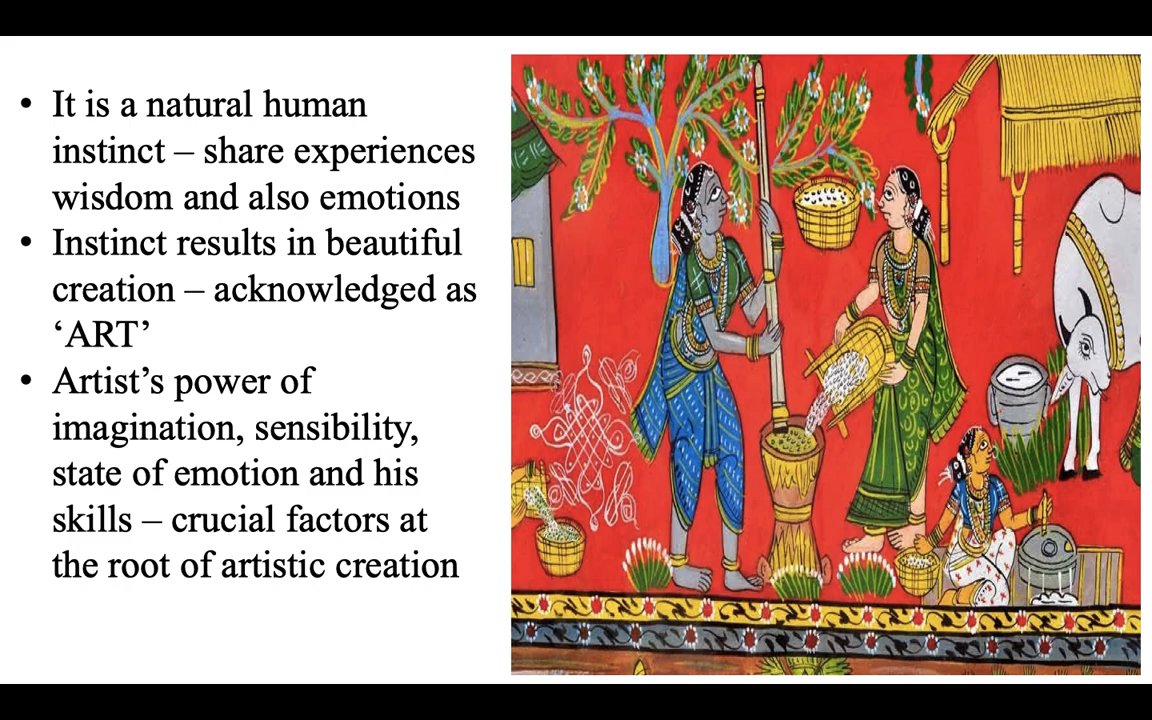 • It is a natural human
instinct – share experiences
wisdom and also emotions
• Instinct results in beautiful
creation – acknowledged as
‘ART’
• Artist’s power of
imagination, sensibility,
state of emotion and his
skills – crucial factors at
the root of artistic creation